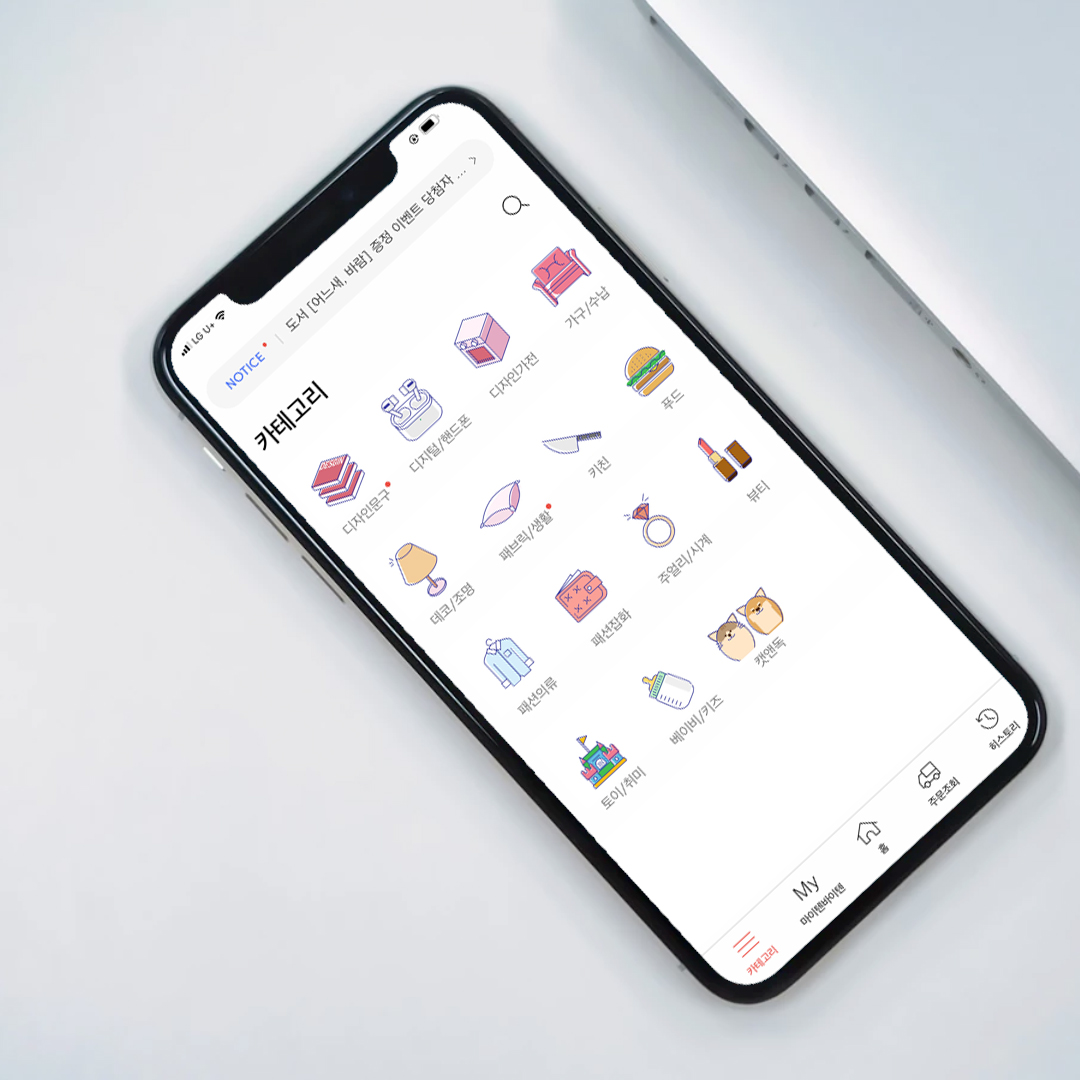 LG U+
NOTICE 도서 [어느새, 바람] 증정 이벤트 당첨자 ...
카테고리
DESIGN
디자인문구
디지털/핸드폰
디자인가전
가구/수납
데코/조명
패브릭/생활
키친
푸드
패션의류
패션잡화
주얼리/시계
뷰티
토이/취미
베이비/키즈
캣앤독
카테고리
My
마이텐바이텐
홈
주문조회
히스토리